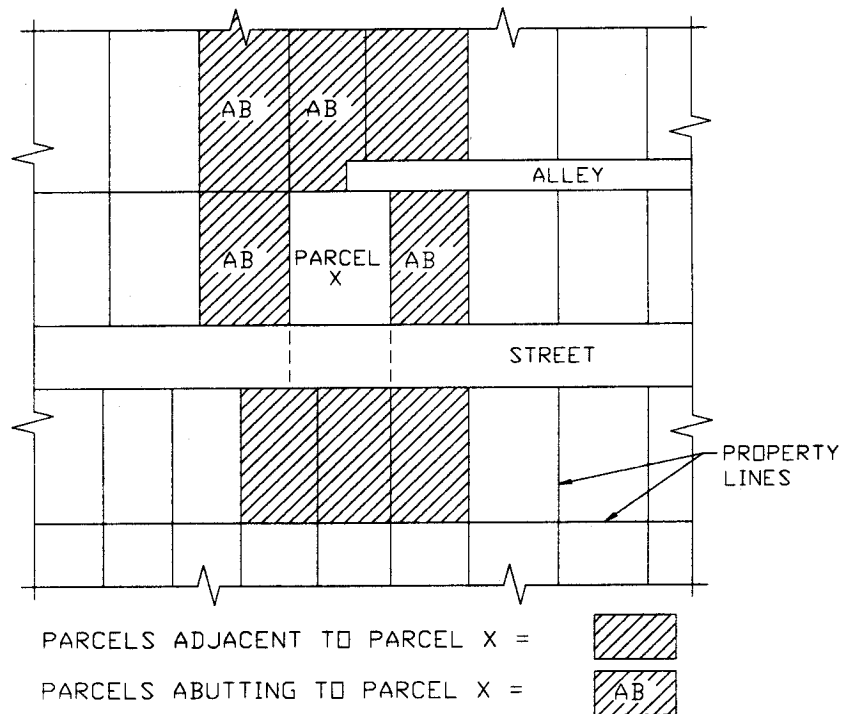 AB
AB
ALLEY
AB
PARCEL
X
AB
STREET
PROPERTY
LINES
PARCELS ADJACENT TO PARCEL X =
PARCELS ABUTTING TO PARCEL X =
AB